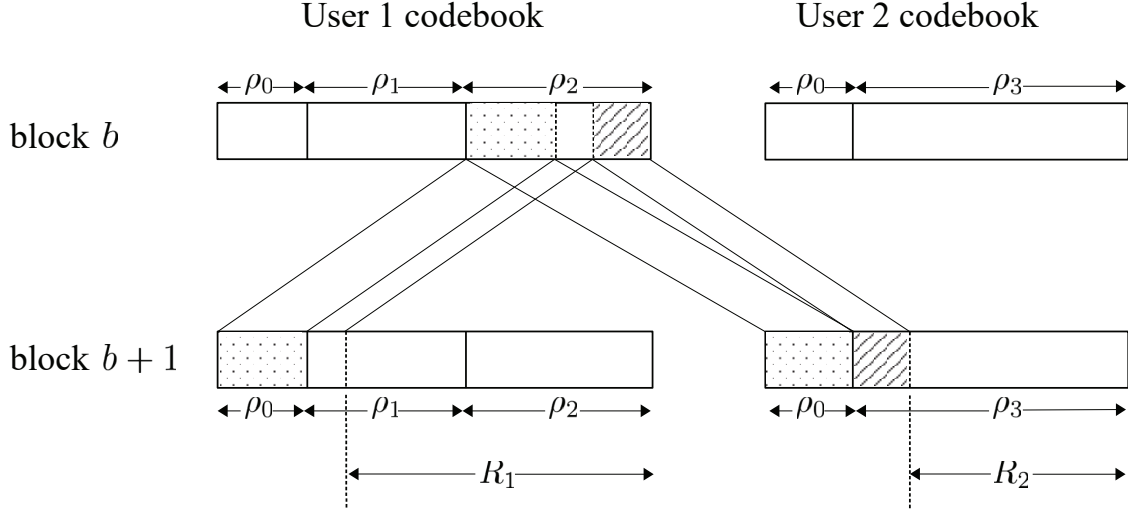 User 1 codebook User 2 codebook
ρ₀ ρ₁ ρ₂ ρ₀ ρ₃
block b
block b + 1
ρ₀ ρ₁ ρ₂ ρ₀ ρ₃
R₁ R₂